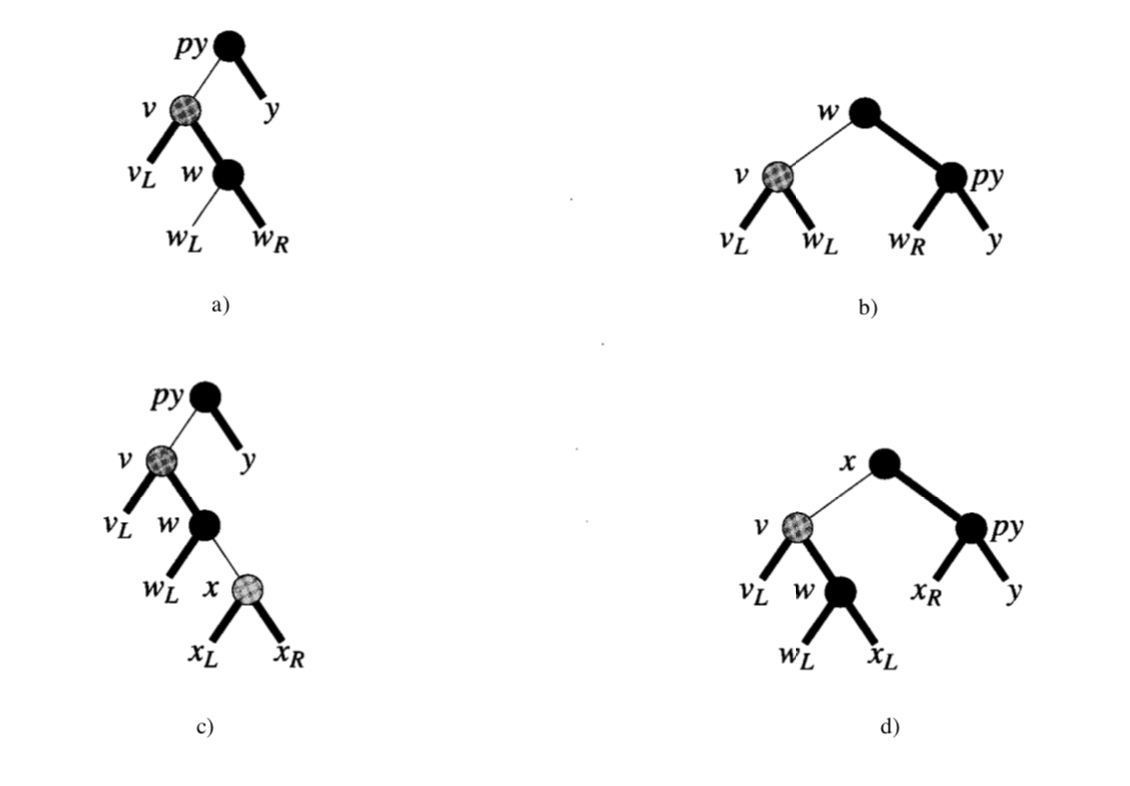 py
v y
v_L w
w_L w_R
a)
w
v py
v_L w_L w_R y
b)
py
v y
v_L w
w_L x
x_L x_R
c)
x
v py
v_L w x_R y
w_L x_L
d)